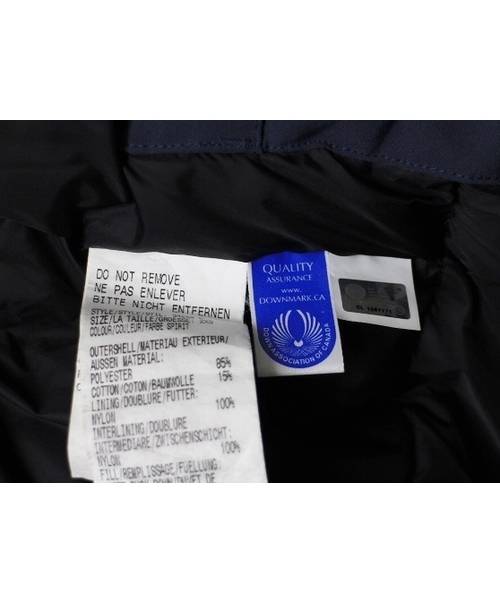 DO NOT REMOVE
NE PAS ENLEVER
BITTE NICHT ENTFERNEN
SIZE/LA TAILLE/GROESSE
COLOUR/COULEUR/FARBE SPIRIT
OUTERSHELL/MATERIAU EXTERIEUR/
AUSSEN MATERIAL:
POLYESTER 85%
COTTON/COTON/BAUMWOLLE 15%
LINING/DOUBLURE/FUTTER:
NYLON 100%
INTERLINING/DOUBLURE
INTERMEDIARE/ZWISCHENSCHICHT:
NYLON 100%
FILL/REMPLISSAGE/FUELLUNG:
QUALITY
ASSURANCE
www.
DOWNMARK.CA
DOWN ASSOCIATION OF CANADA